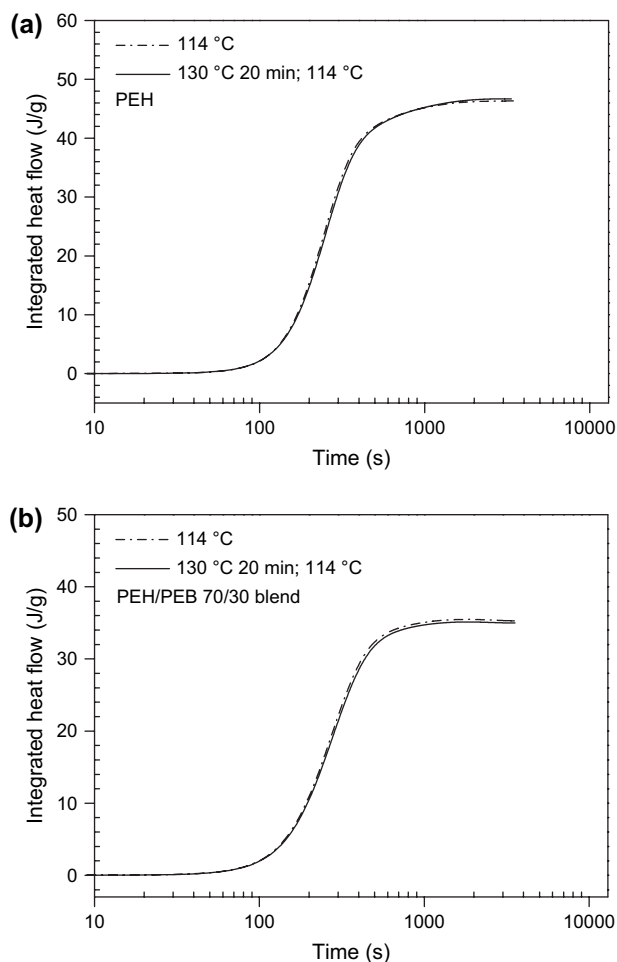 (a)
60
50
40
30
20
10
0
Integrated heat flow (J/g)
114 °C
130 °C 20 min; 114 °C
PEH
10 100 1000 10000
Time (s)
(b)
50
40
30
20
10
0
Integrated heat flow (J/g)
114 °C
130 °C 20 min; 114 °C
PEH/PEB 70/30 blend
10 100 1000 10000
Time (s)